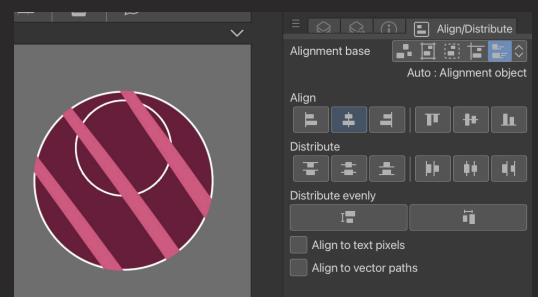 Align/Distribute
Alignment base
Auto : Alignment object
Align
Distribute
Distribute evenly
Align to text pixels
Align to vector paths